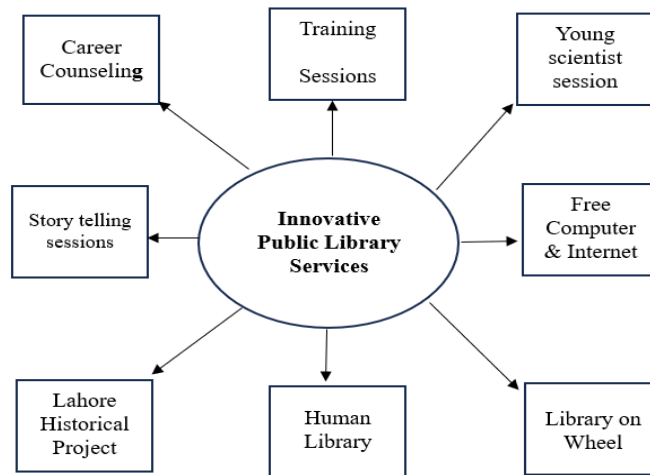 Career
Counseling
Training
Sessions
Young
scientist
session
Story telling
sessions
Innovative
Public Library
Services
Free
Computer
& Internet
Lahore
Historical
Project
Human
Library
Library on
Wheel